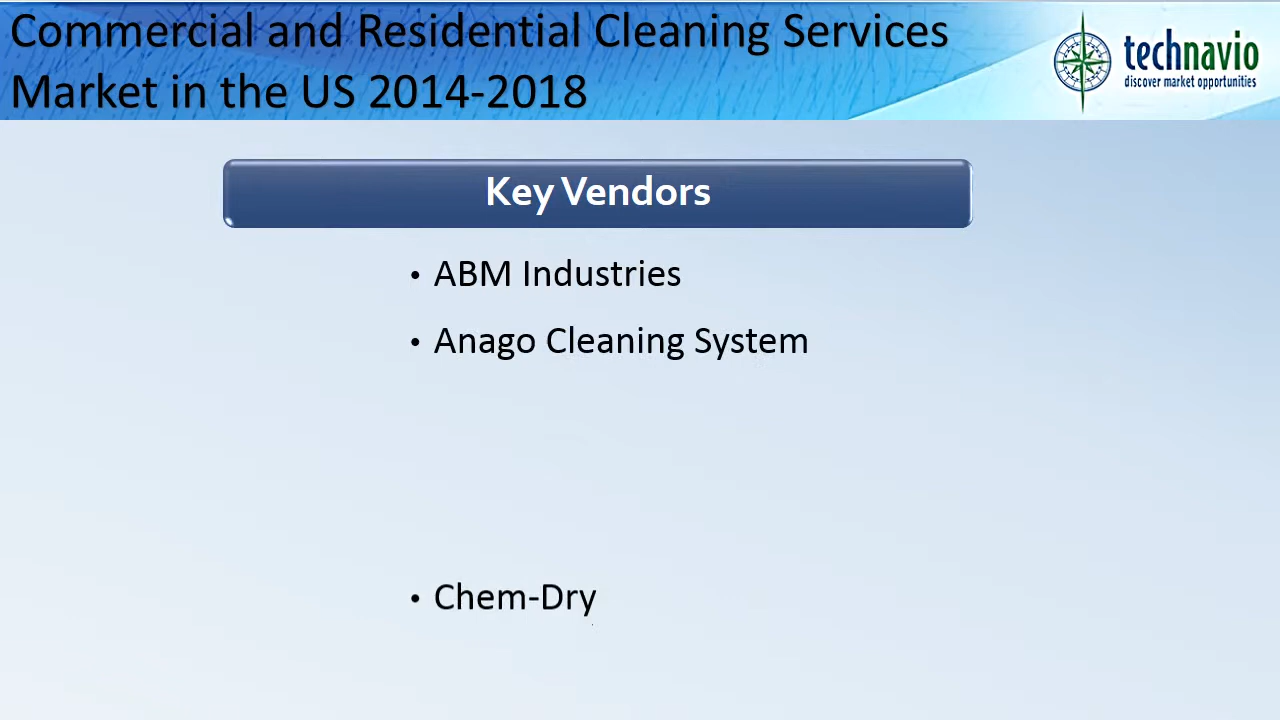 Commercial and Residential Cleaning Services
Market in the US 2014-2018
technavio
discover market opportunities
Key Vendors
• ABM Industries
• Anago Cleaning System
• Chem-Dry